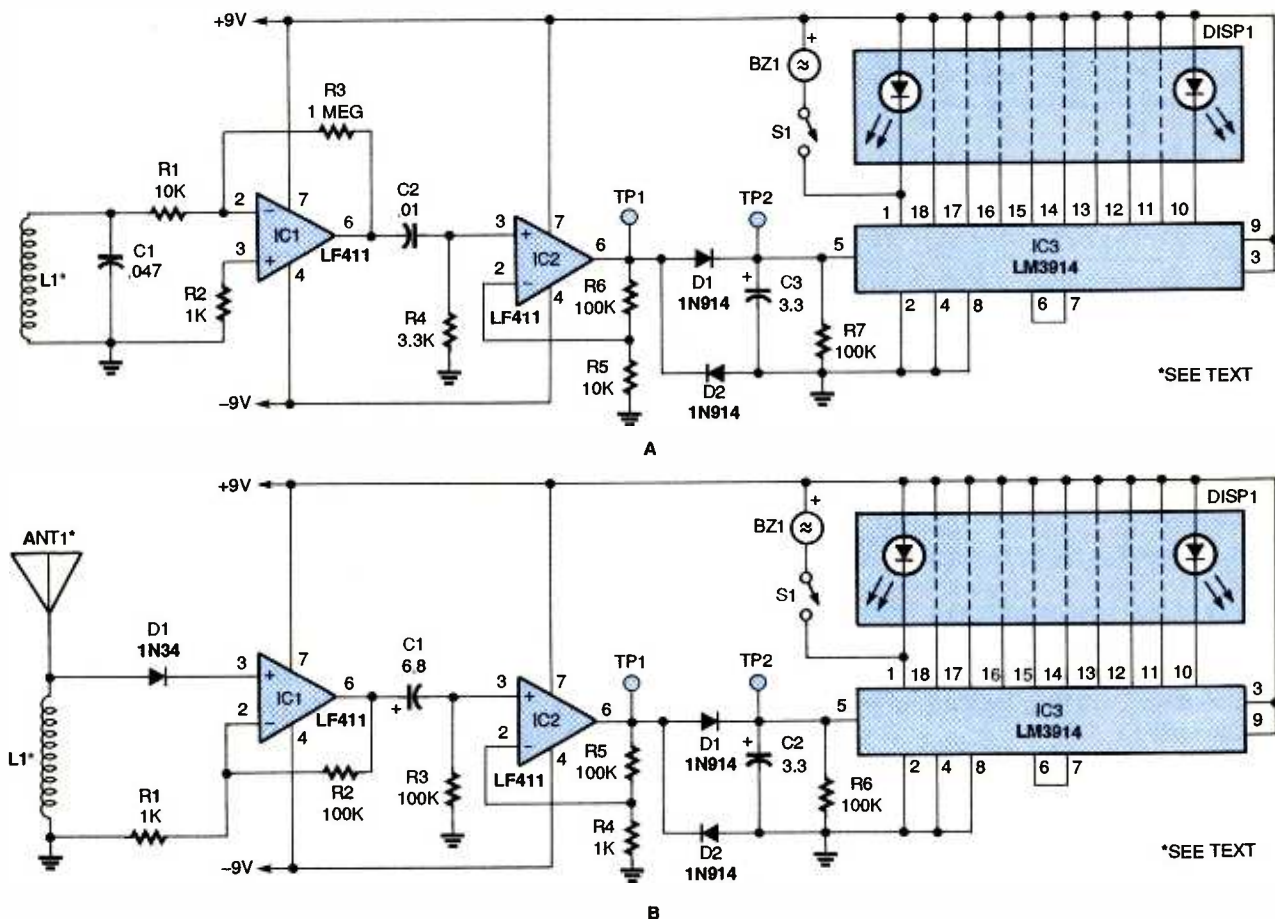 +9V
DISP1
BZ1
S1
R3
1 MEG
R1
10K
2
3
7
IC1
6
4
LF411
C1
.047
L1*
R2
1K
C2
.01
R4
3.3K
3
2
7
IC2
6
4
LF411
TP1
R6
100K
R5
10K
D1
1N914
D2
1N914
TP2
+
C3
3.3
R7
100K
+
1 18 17 16 15 14 13 12 11 10
5
IC3
LM3914
9
3
2 4 8 6 7
–9V
*SEE TEXT
A
+9V
DISP1
ANT1*
BZ1
S1
D1
1N34
3
2
7
IC1
6
4
LF411
L1*
R1
1K
R2
100K
C1
6.8
+
R3
100K
3
2
7
IC2
6
4
LF411
TP1
R5
100K
R4
1K
D1
1N914
D2
1N914
TP2
+
C2
3.3
R6
100K
+
1 18 17 16 15 14 13 12 11 10
5
IC3
LM3914
3
9
2 4 8 6 7
–9V
*SEE TEXT
B